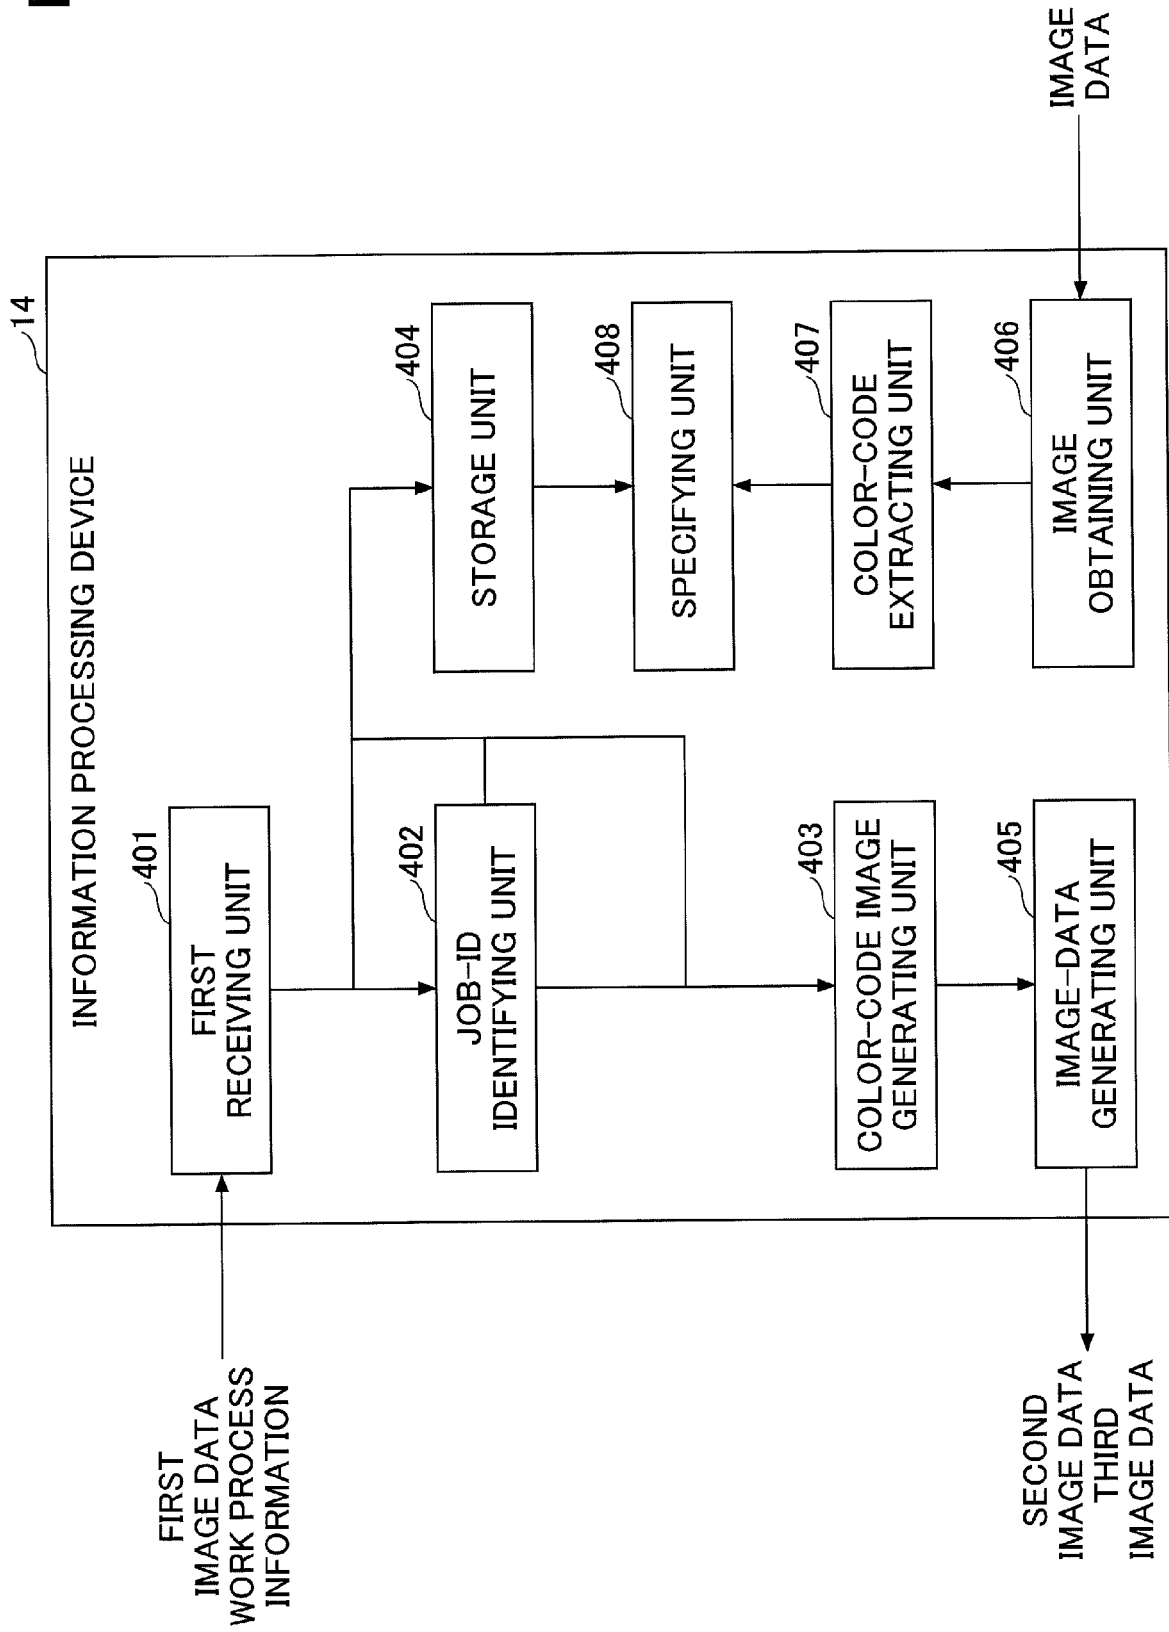 INFORMATION PROCESSING DEVICE
14
FIRST
IMAGE DATA
WORK PROCESS
INFORMATION
401
FIRST
RECEIVING UNIT
402
JOB-ID
IDENTIFYING UNIT
403
COLOR-CODE IMAGE
GENERATING UNIT
405
IMAGE-DATA
GENERATING UNIT
SECOND
IMAGE DATA
THIRD
IMAGE DATA
404
STORAGE UNIT
408
SPECIFYING UNIT
407
COLOR-CODE
EXTRACTING UNIT
406
IMAGE
OBTAINING UNIT
IMAGE
DATA